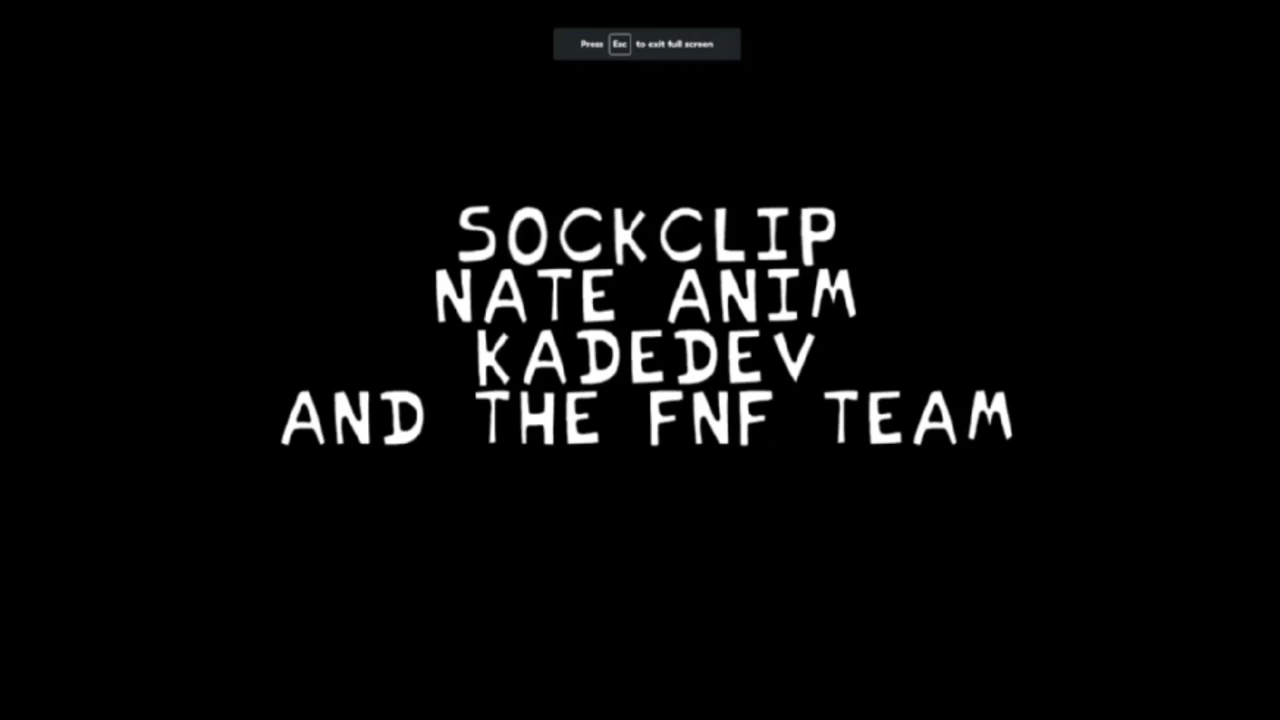 Press Esc to exit full screen
SOCKCLIP
NATE ANIM
KADEDEV
AND THE FNF TEAM